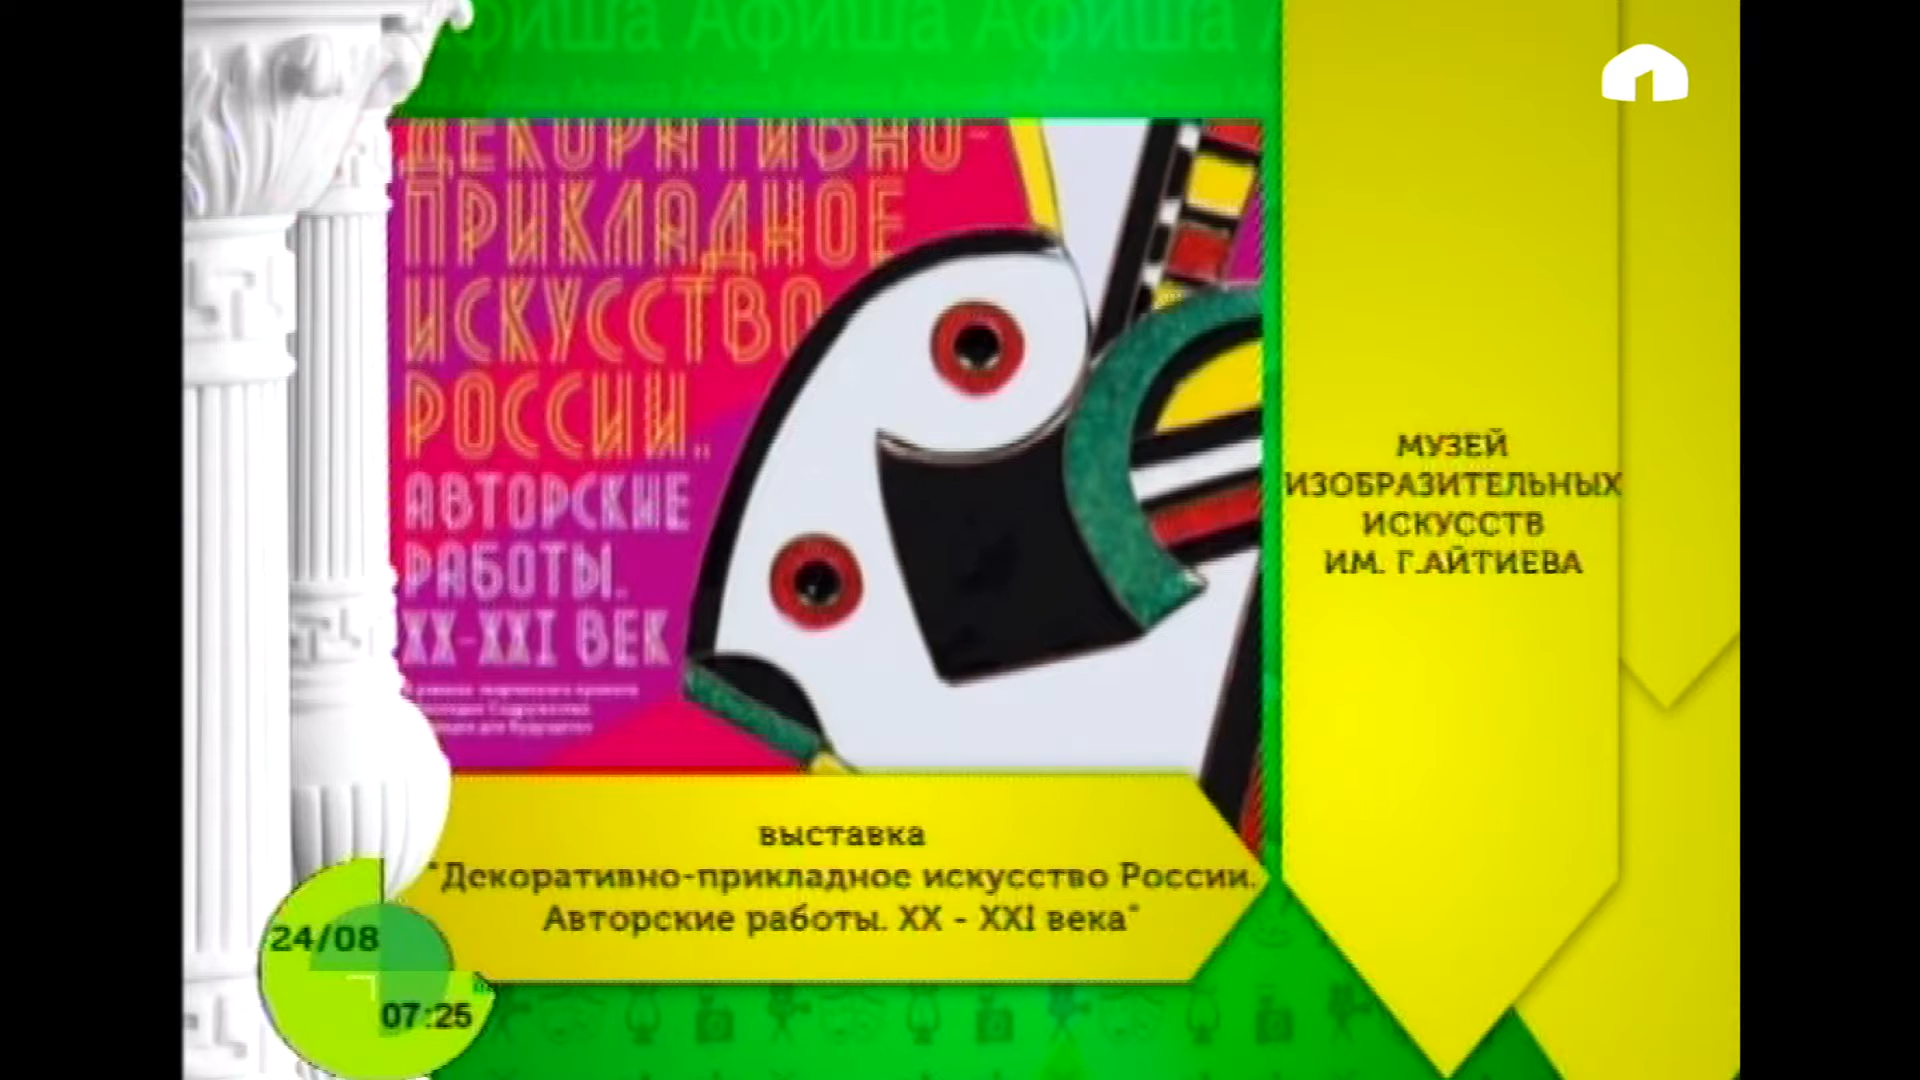 Афиша Афиша Афиша
ДЕКОРАТИВНО-
ПРИКЛАДНОЕ
ИСКУССТВО
РОССИИ..
АВТОРСКИЕ
РАБОТЫ.
XX-XXI ВЕК
МУЗЕЙ
ИЗОБРАЗИТЕЛЬНЫХ
ИСКУССТВ
ИМ. Г.АЙТИЕВА
выставка
"Декоративно-прикладное искусство России.
Авторские работы. XX - XXI века"
24/08
07:25